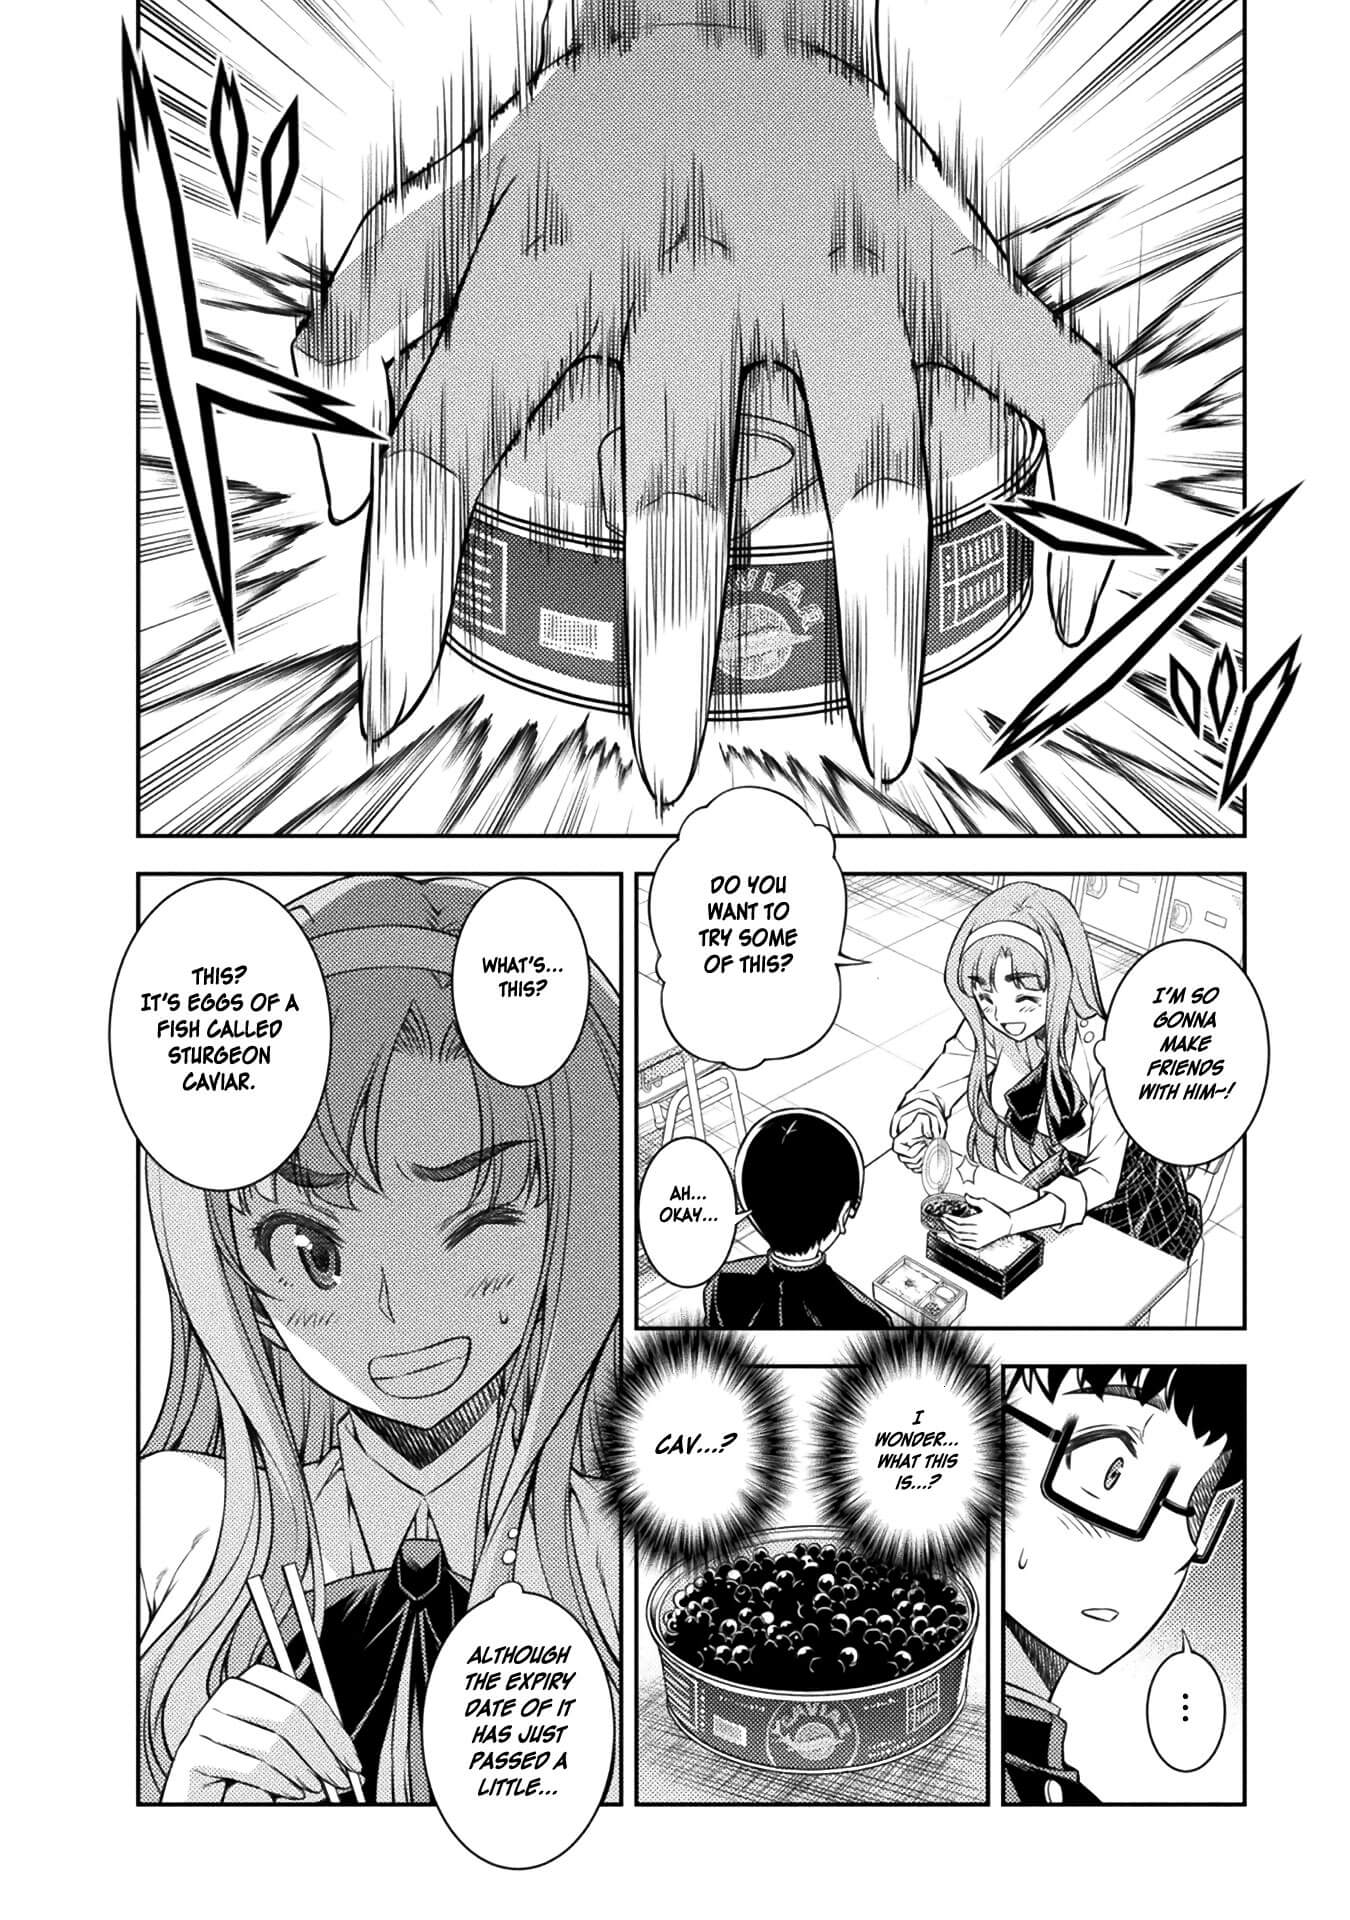 CAVIAR
DO YOU
WANT TO
TRY SOME
OF THIS?
I'M SO
GONNA
MAKE
FRIENDS
WITH HIM~!
AH...
OKAY...
...
I
WONDER...
WHAT THIS
IS...?
CAV...?
CAVIAR
WHAT'S...
THIS?
THIS?
IT'S EGGS OF A
FISH CALLED
STURGEON
CAVIAR.
ALTHOUGH
THE EXPIRY
DATE OF IT
HAS JUST
PASSED A
LITTLE...